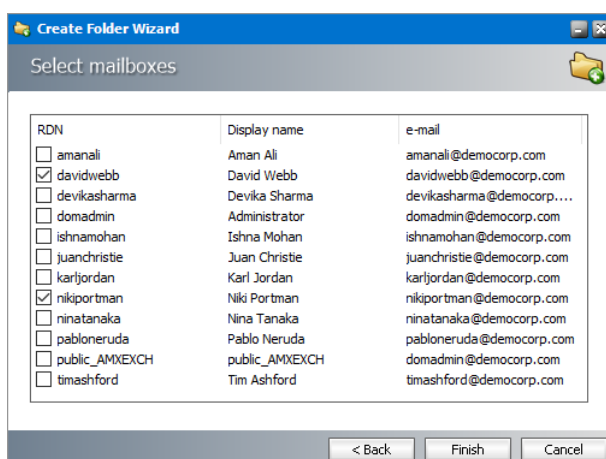 Create Folder Wizard
Select mailboxes
RDN Display name e-mail
amanali Aman Ali amanali@democorp.com
davidwebb David Webb davidwebb@democorp.com
devikasharma Devika Sharma devikasharma@democorp....
domadmin Administrator domadmin@democorp.com
ishnamohan Ishna Mohan ishnamohan@democorp.com
juanchristie Juan Christie juanchristie@democorp.com
karljordan Karl Jordan karljordan@democorp.com
nikiportman Niki Portman nikiportman@democorp.com
ninatanaka Nina Tanaka ninatanaka@democorp.com
pabloneruda Pablo Neruda pabloneruda@democorp.com
public_AMXEXCH public_AMXEXCH domadmin@democorp.com
timashford Tim Ashford timashford@democorp.com
< Back Finish Cancel